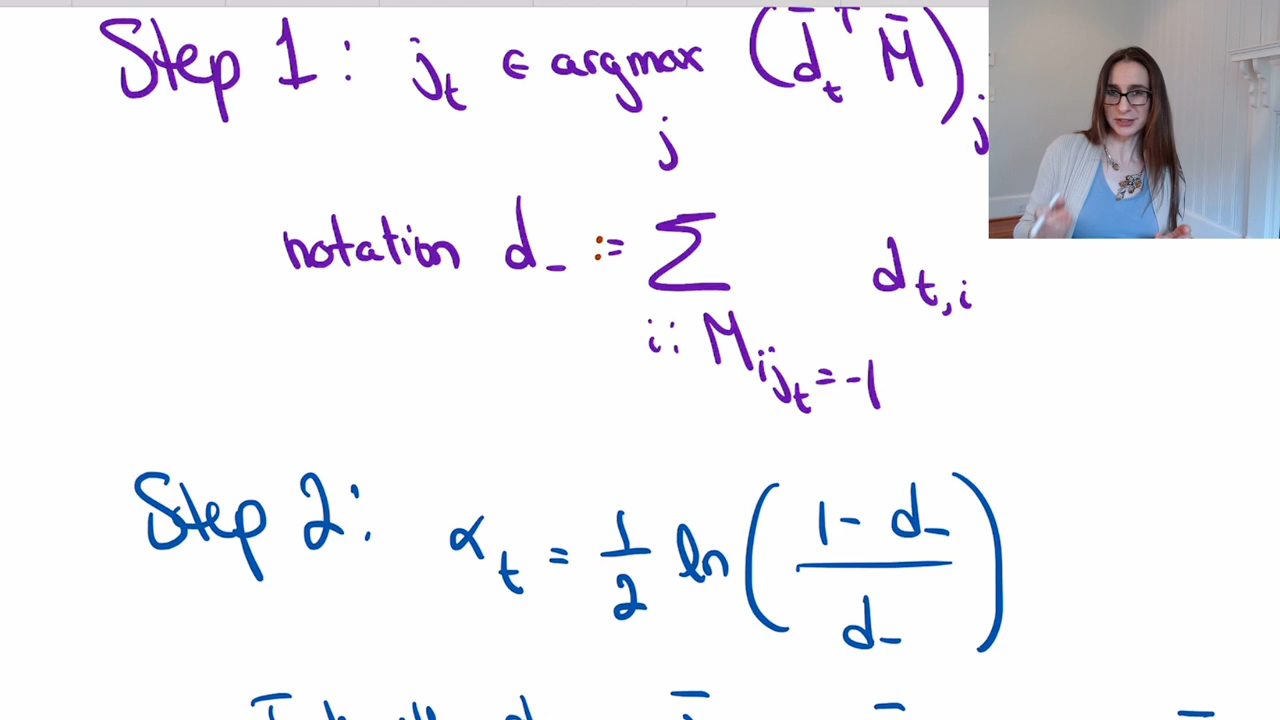 Step 1: j_t ∈ argmax_j (d̄_t^T M̄)_j
notation d_- := Σ_{i: M_{ij_t} = -1} d_{t,i}
Step 2: α_t = 1/2 ln((1 - d_-)/d_-)